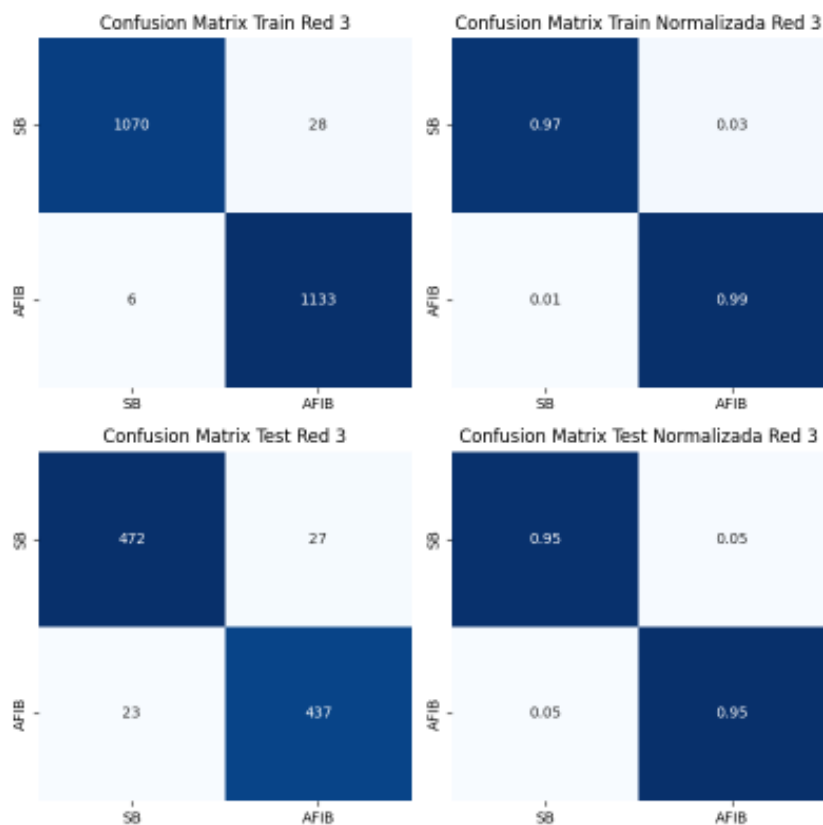 Confusion Matrix Train Red 3
SB
1070
28
AFIB
6
1133
SB
AFIB
Confusion Matrix Train Normalizada Red 3
SB
0.97
0.03
AFIB
0.01
0.99
SB
AFIB
Confusion Matrix Test Red 3
SB
472
27
AFIB
23
437
SB
AFIB
Confusion Matrix Test Normalizada Red 3
SB
0.95
0.05
AFIB
0.05
0.95
SB
AFIB